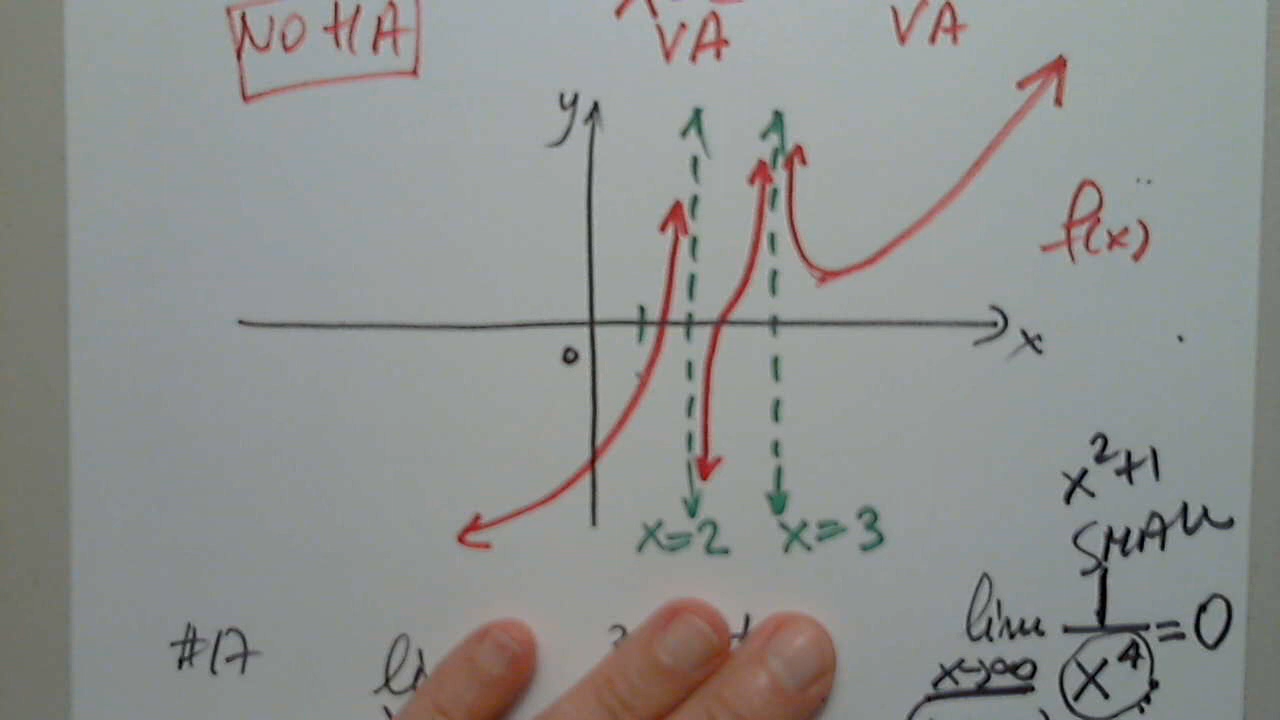 NO HA
VA
VA
y
f(x)
0
x
x=2
x=3
x²+1
SMALL
lim 1/x⁴ = 0
x→∞
#17